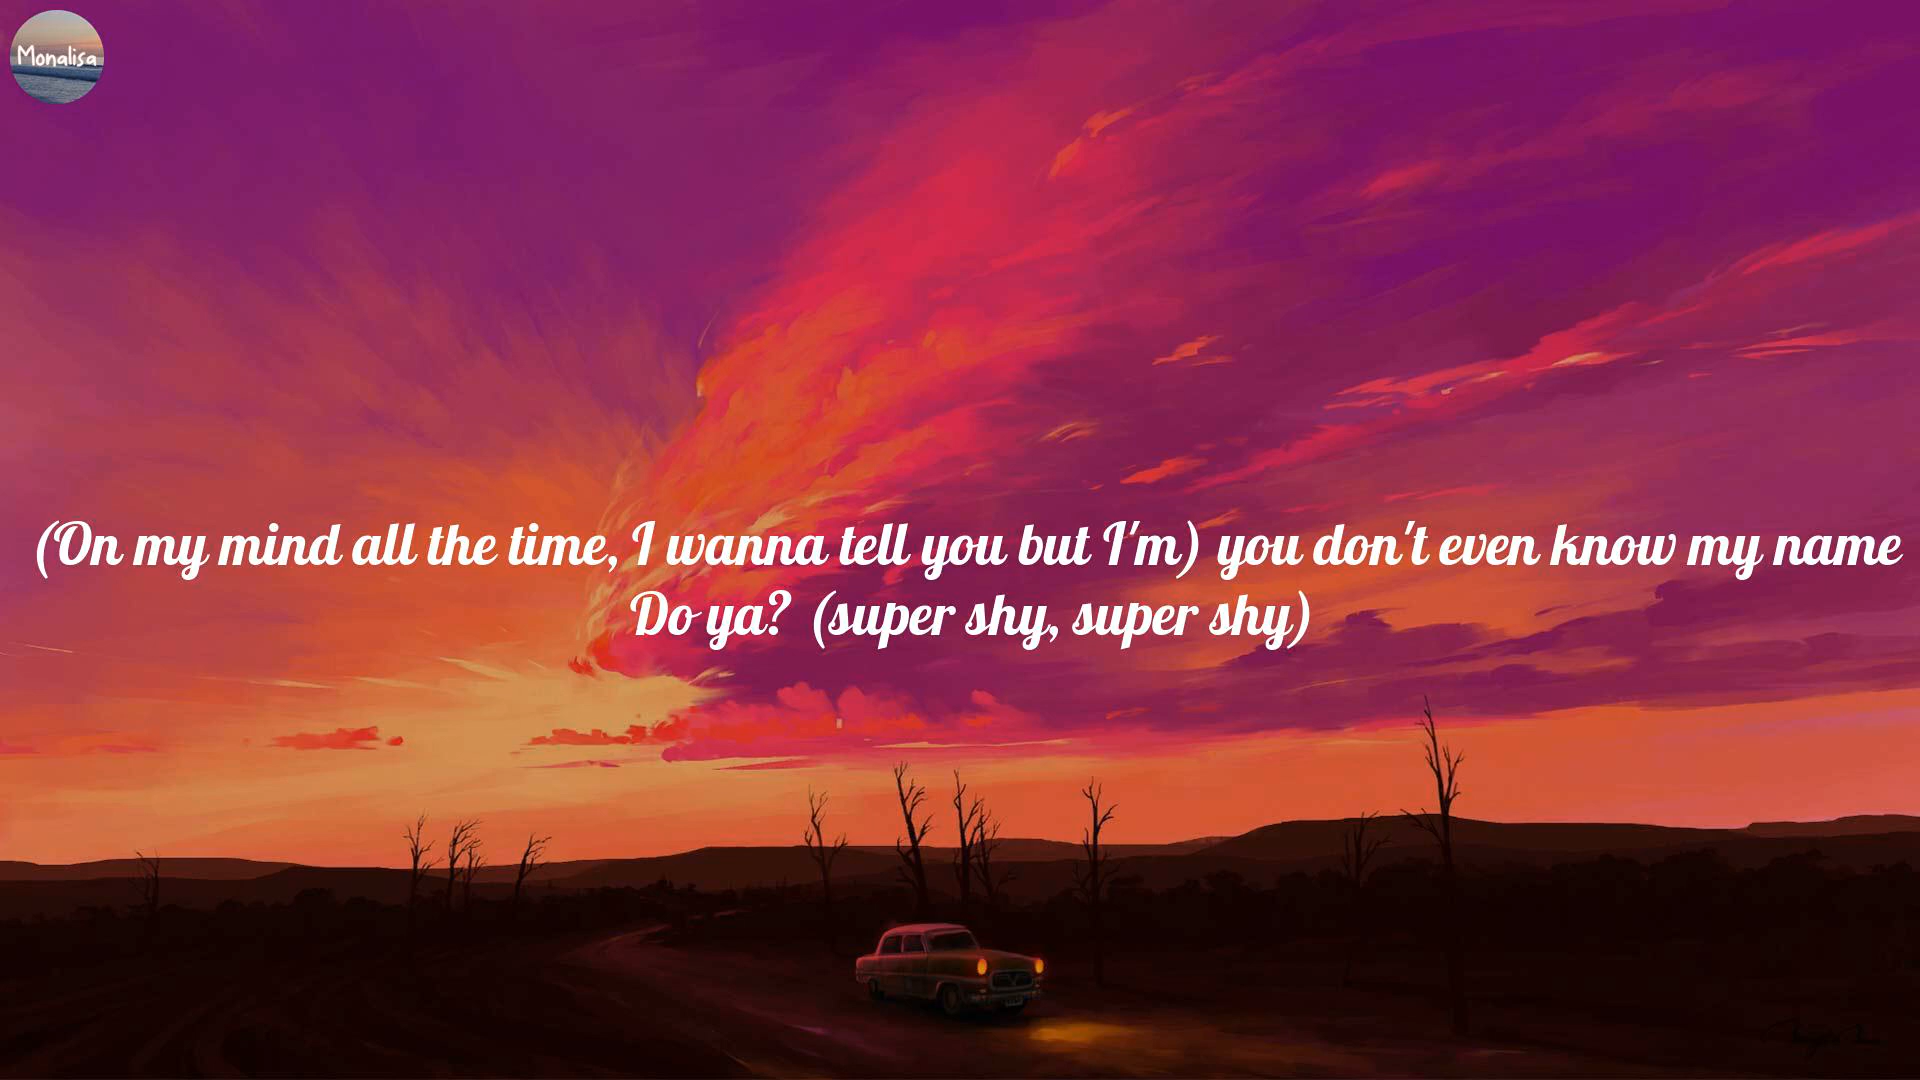 Monalisa
(On my mind all the time, I wanna tell you but I'm) you don't even know my name
Do ya? (super shy, super shy)